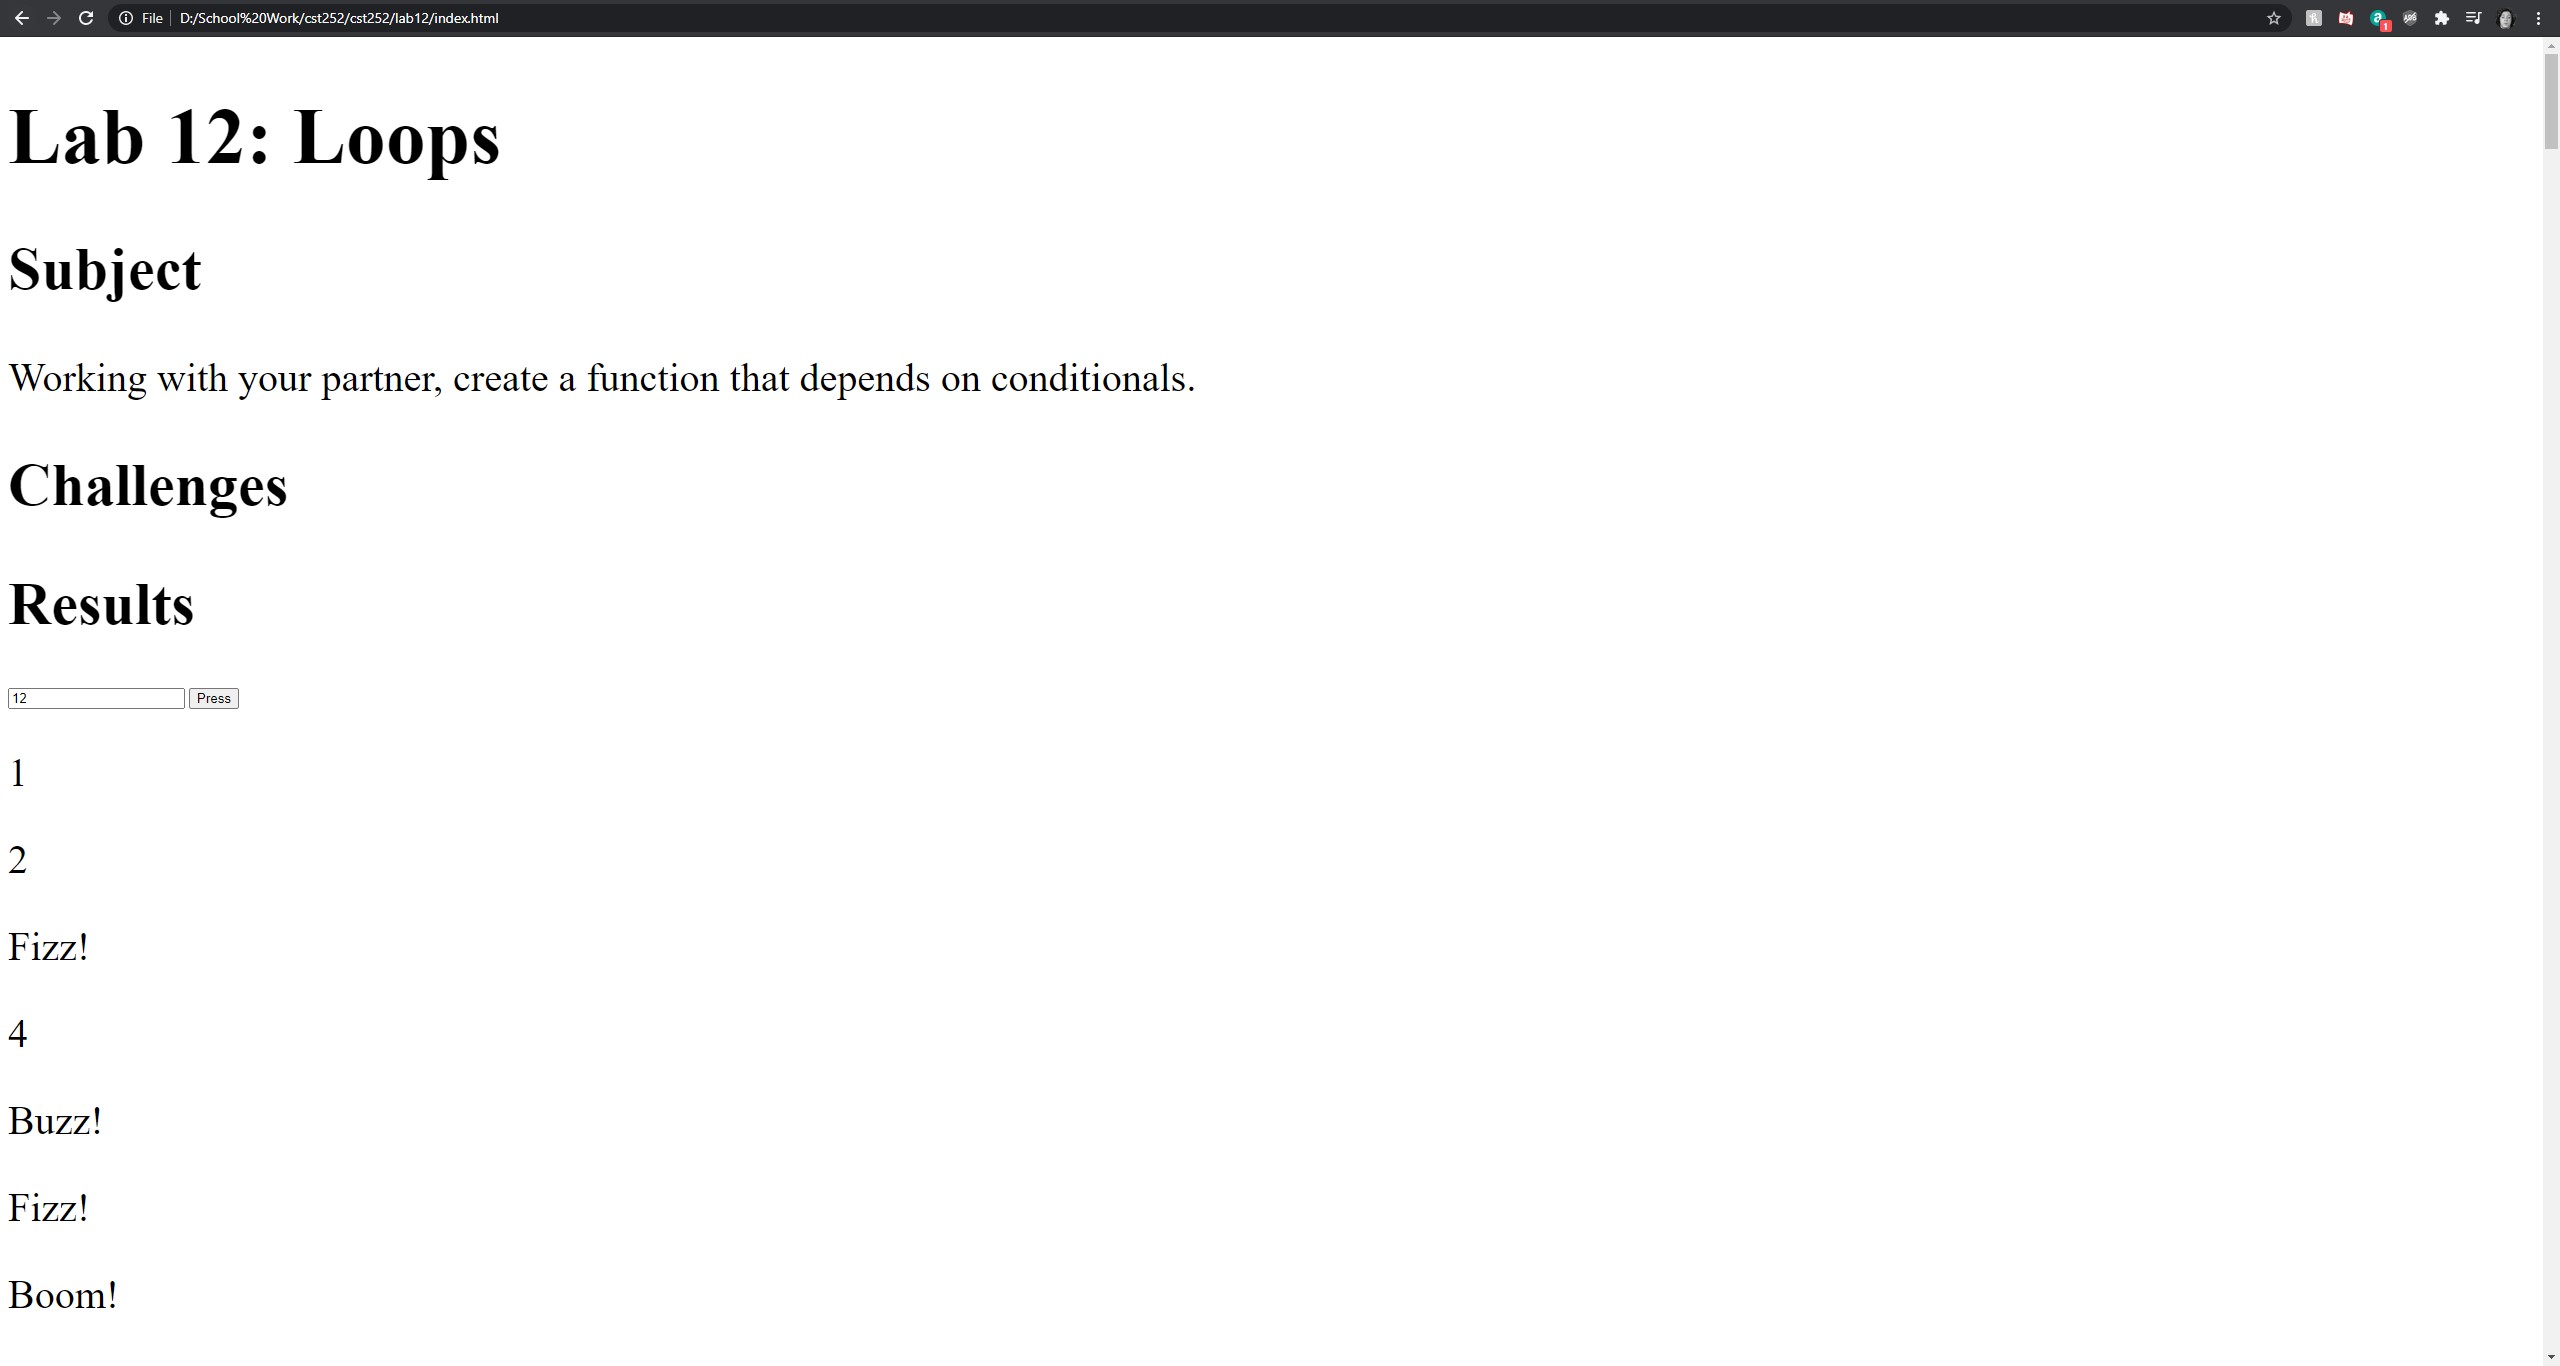 File D:/School%20Work/cst252/cst252/lab12/index.html
1
Lab 12: Loops
Subject
Working with your partner, create a function that depends on conditionals.
Challenges
Results
12 Press
1
2
Fizz!
4
Buzz!
Fizz!
Boom!